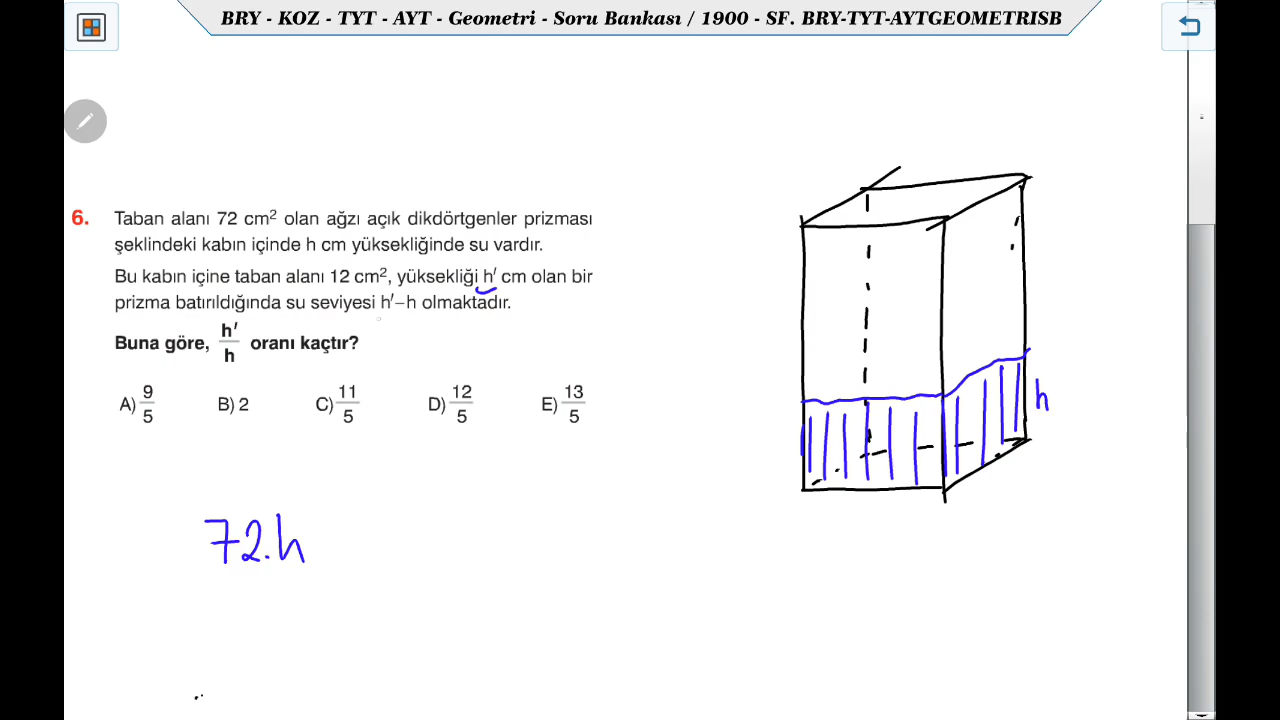 BRY - KOZ - TYT - AYT - Geometri - Soru Bankası / 1900 - SF. BRY-TYT-AYTGEOMETRISB
6. Taban alanı 72 cm² olan ağzı açık dikdörtgenler prizması
şeklindeki kabın içinde h cm yüksekliğinde su vardır.
Bu kabın içine taban alanı 12 cm², yüksekliği h′ cm olan bir
prizma batırıldığında su seviyesi h′–h olmaktadır.
Buna göre, h′/h oranı kaçtır?
A) 9/5 B) 2 C) 11/5 D) 12/5 E) 13/5
h
72.h